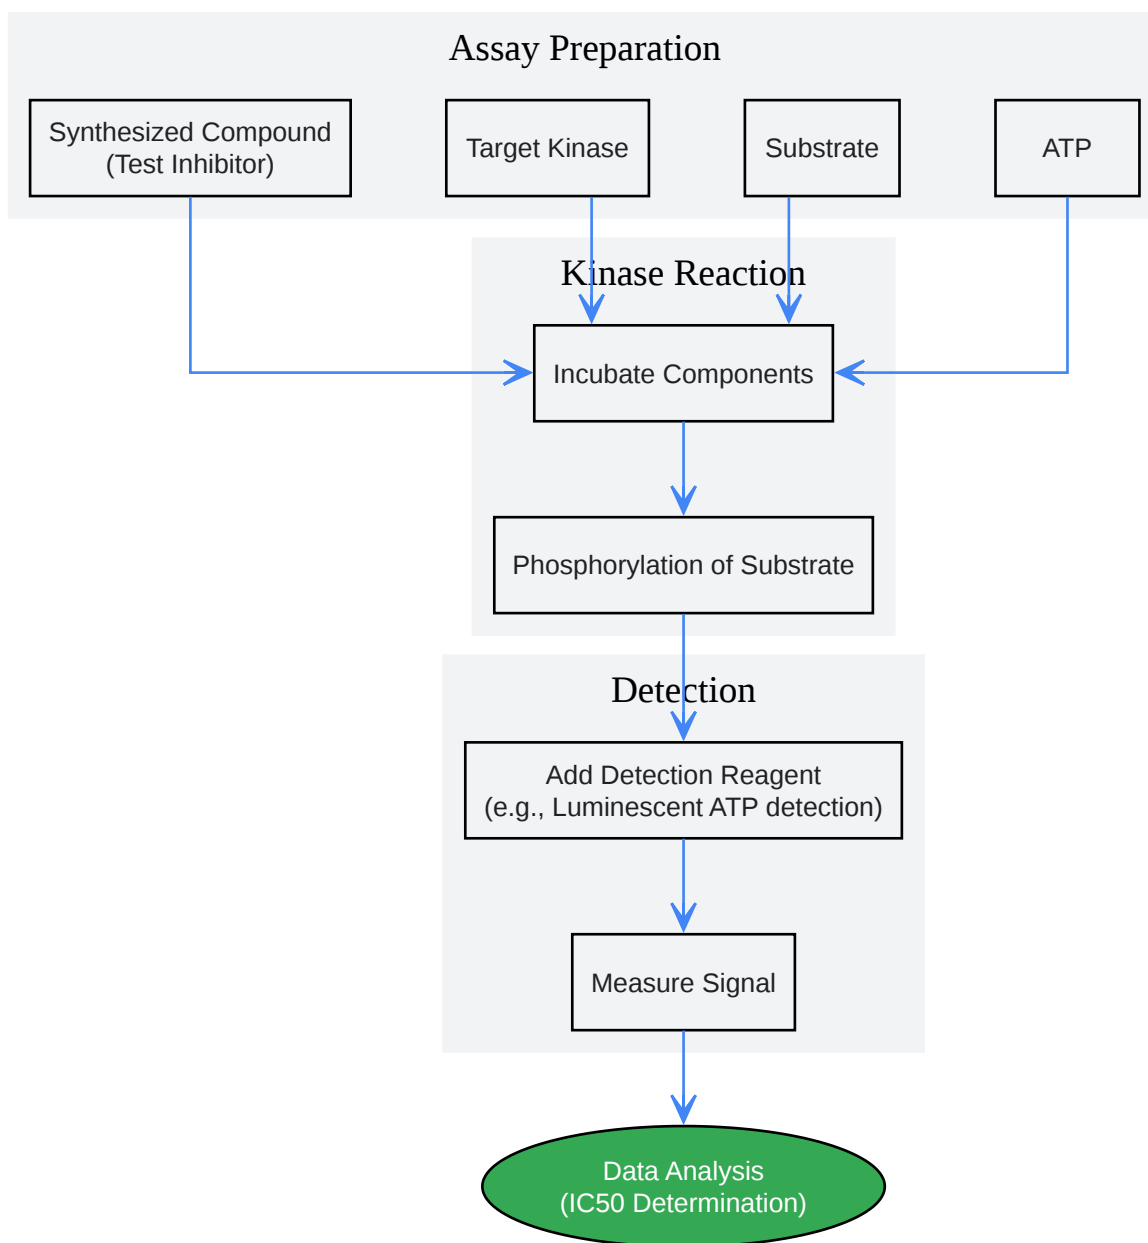 Assay Preparation
Synthesized Compound
(Test Inhibitor)
Target Kinase
Substrate
ATP
Kinase Reaction
Incubate Components
Phosphorylation of Substrate
Detection
Add Detection Reagent
(e.g., Luminescent ATP detection)
Measure Signal
Data Analysis
(IC50 Determination)